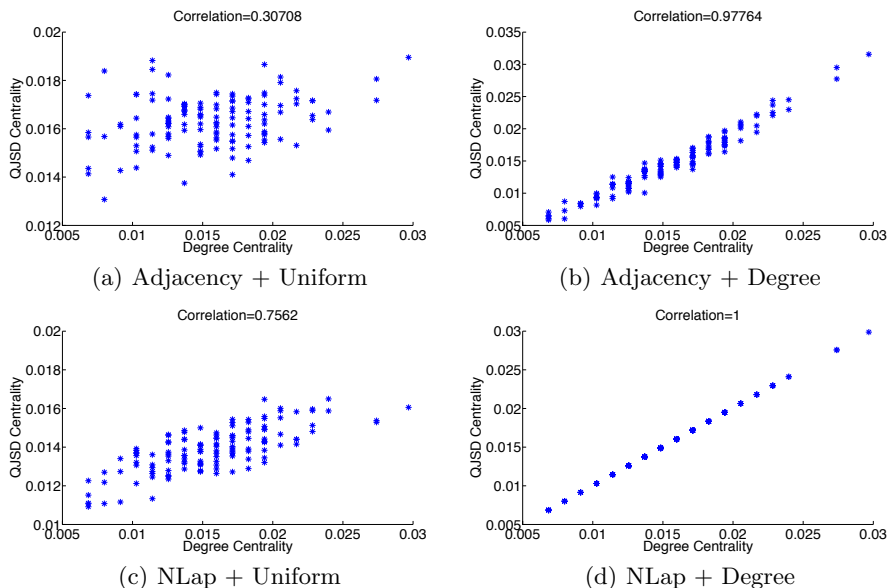 Correlation=0.30708
0.02
0.018
0.016
0.014
0.012
QJSD Centrality
0.005 0.01 0.015 0.02 0.025 0.03
Degree Centrality
(a) Adjacency + Uniform
Correlation=0.97764
0.035
0.03
0.025
0.02
0.015
0.01
0.005
QJSD Centrality
0.005 0.01 0.015 0.02 0.025 0.03
Degree Centrality
(b) Adjacency + Degree
Correlation=0.7562
0.02
0.018
0.016
0.014
0.012
0.01
QJSD Centrality
0.005 0.01 0.015 0.02 0.025 0.03
Degree Centrality
(c) NLap + Uniform
Correlation=1
0.03
0.025
0.02
0.015
0.01
0.005
QJSD Centrality
0.005 0.01 0.015 0.02 0.025 0.03
Degree Centrality
(d) NLap + Degree